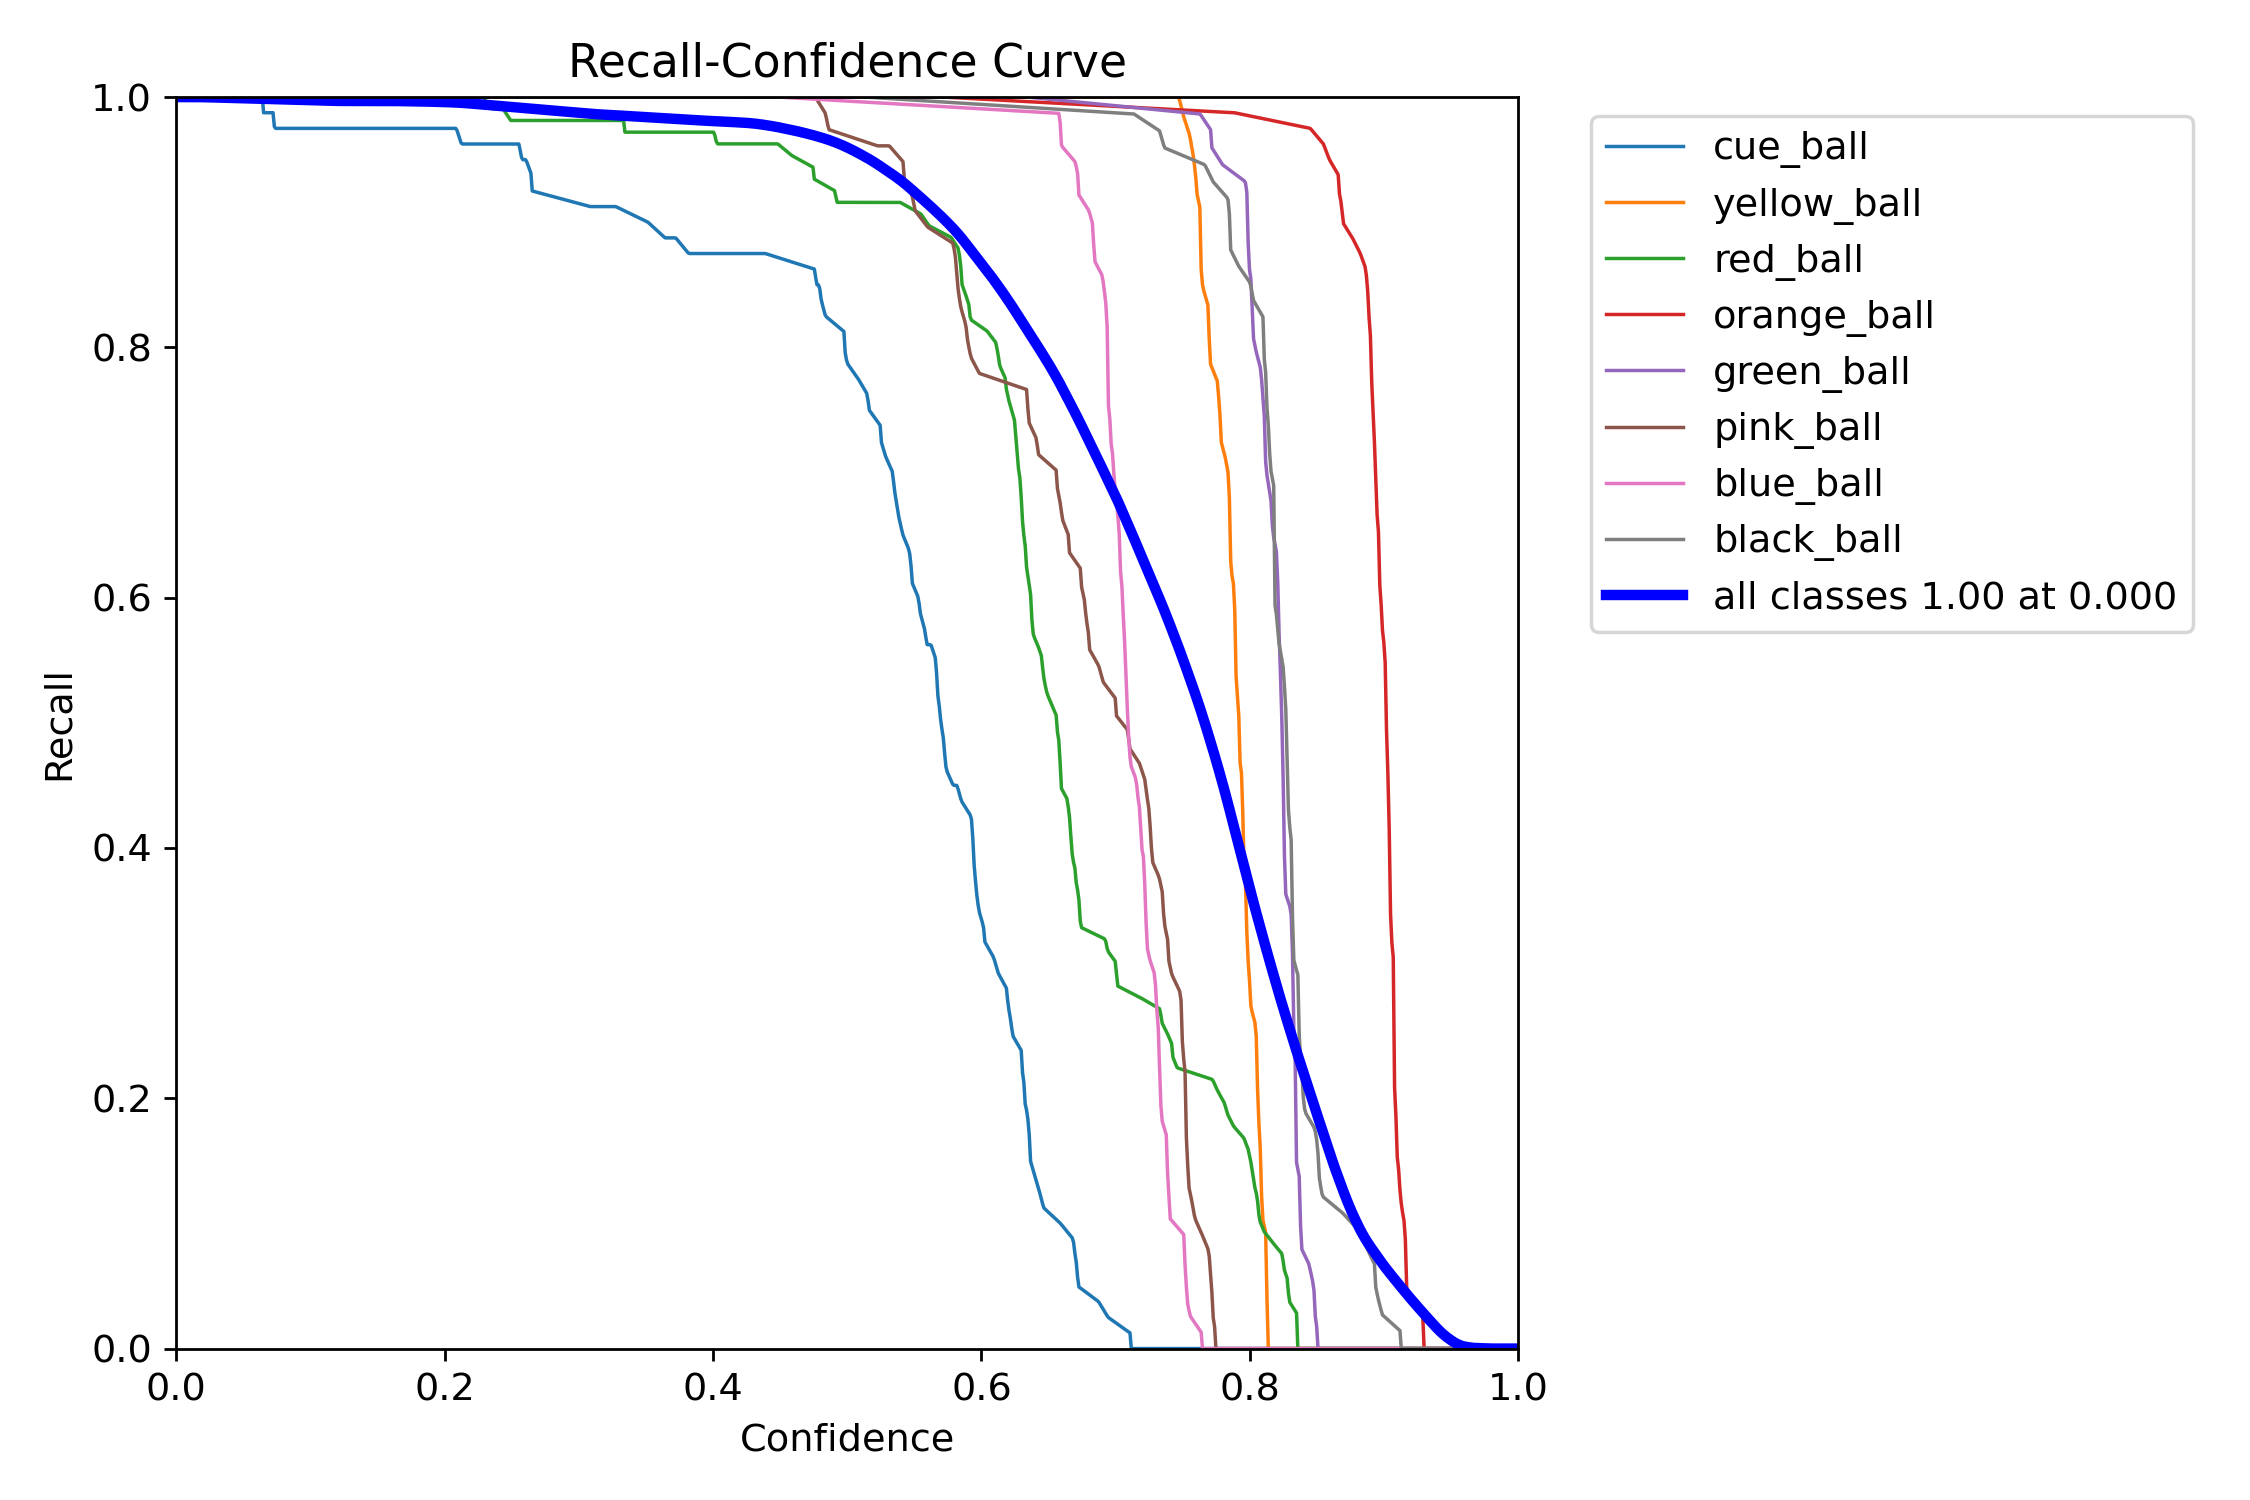 Recall-Confidence Curve
1.0
0.8
0.6
0.4
0.2
0.0
Recall
0.0 0.2 0.4 0.6 0.8 1.0
Confidence
cue_ball
yellow_ball
red_ball
orange_ball
green_ball
pink_ball
blue_ball
black_ball
all classes 1.00 at 0.000